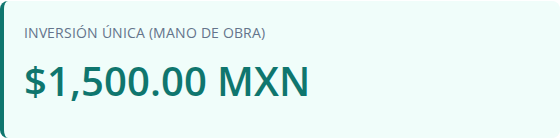 INVERSIÓN ÚNICA (MANO DE OBRA)
$1,500.00 MXN